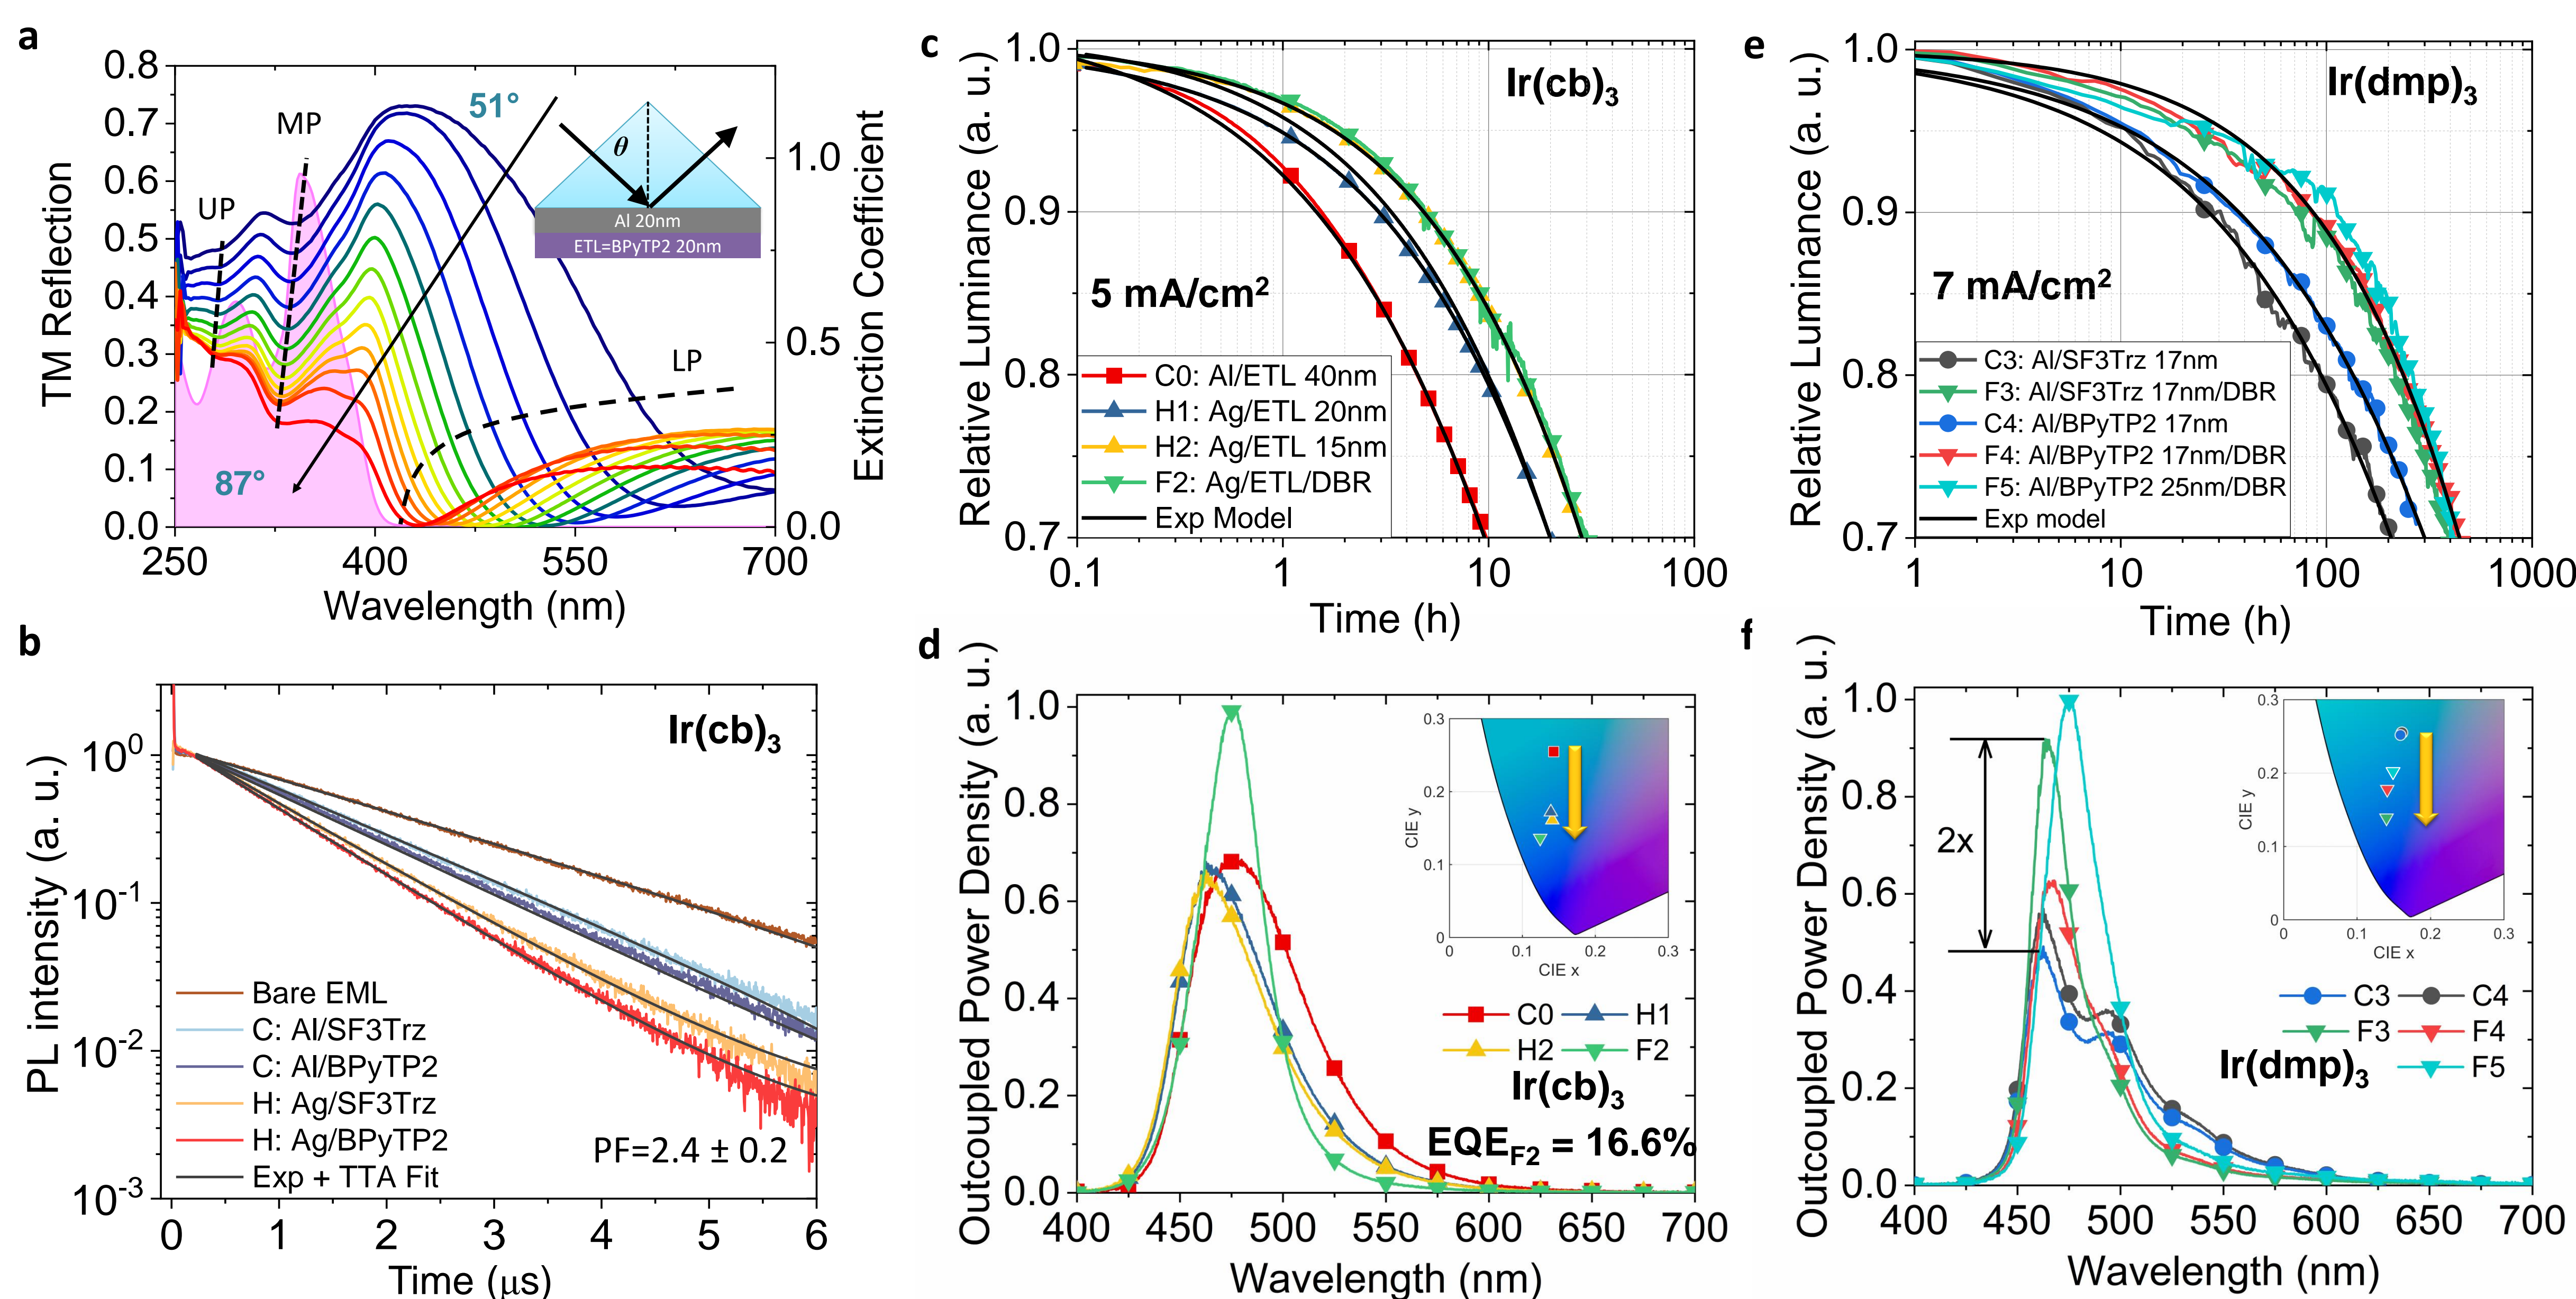 a
0.8
0.7
0.6
0.5
0.4
0.3
0.2
0.1
0.0
TM Reflection
250
400
550
700
Wavelength (nm)
1.0
0.5
0.0
Extinction Coefficient
UP
MP
LP
51°
87°
θ
Al 20nm
ETL=BPyTP2 20nm
b
PL intensity (a. u.)
10⁰
10⁻¹
10⁻²
10⁻³
Ir(cb)₃
Bare EML
C: Al/SF3Trz
C: Al/BPyTP2
H: Ag/SF3Trz
H: Ag/BPyTP2
Exp + TTA Fit
PF=2.4 ± 0.2
0
1
2
3
4
5
6
Time (μs)
c
Relative Luminance (a. u.)
1.0
0.9
0.8
0.7
Ir(cb)₃
5 mA/cm²
C0: Al/ETL 40nm
H1: Ag/ETL 20nm
H2: Ag/ETL 15nm
F2: Ag/ETL/DBR
Exp Model
0.1
1
10
100
Time (h)
d
Outcoupled Power Density (a. u.)
1.0
0.8
0.6
0.4
0.2
0.0
0.3
0.2
0.1
0
CIE y
0
0.1
0.2
0.3
CIE x
C0
H1
H2
F2
Ir(cb)₃
EQE_F2 = 16.6%
400
450
500
550
600
650
700
Wavelength (nm)
e
Relative Luminance (a. u.)
1.0
0.9
0.8
0.7
Ir(dmp)₃
7 mA/cm²
C3: Al/SF3Trz 17nm
F3: Al/SF3Trz 17nm/DBR
C4: Al/BPyTP2 17nm
F4: Al/BPyTP2 17nm/DBR
F5: Al/BPyTP2 25nm/DBR
Exp model
1
10
100
1000
Time (h)
f
Outcoupled Power Density (a. u.)
1.0
0.8
0.6
0.4
0.2
0.0
2x
0.3
0.2
0.1
0
CIE y
0
0.1
0.2
0.3
CIE x
C3
C4
F3
F4
F5
Ir(dmp)₃
400
450
500
550
600
650
700
Wavelength (nm)